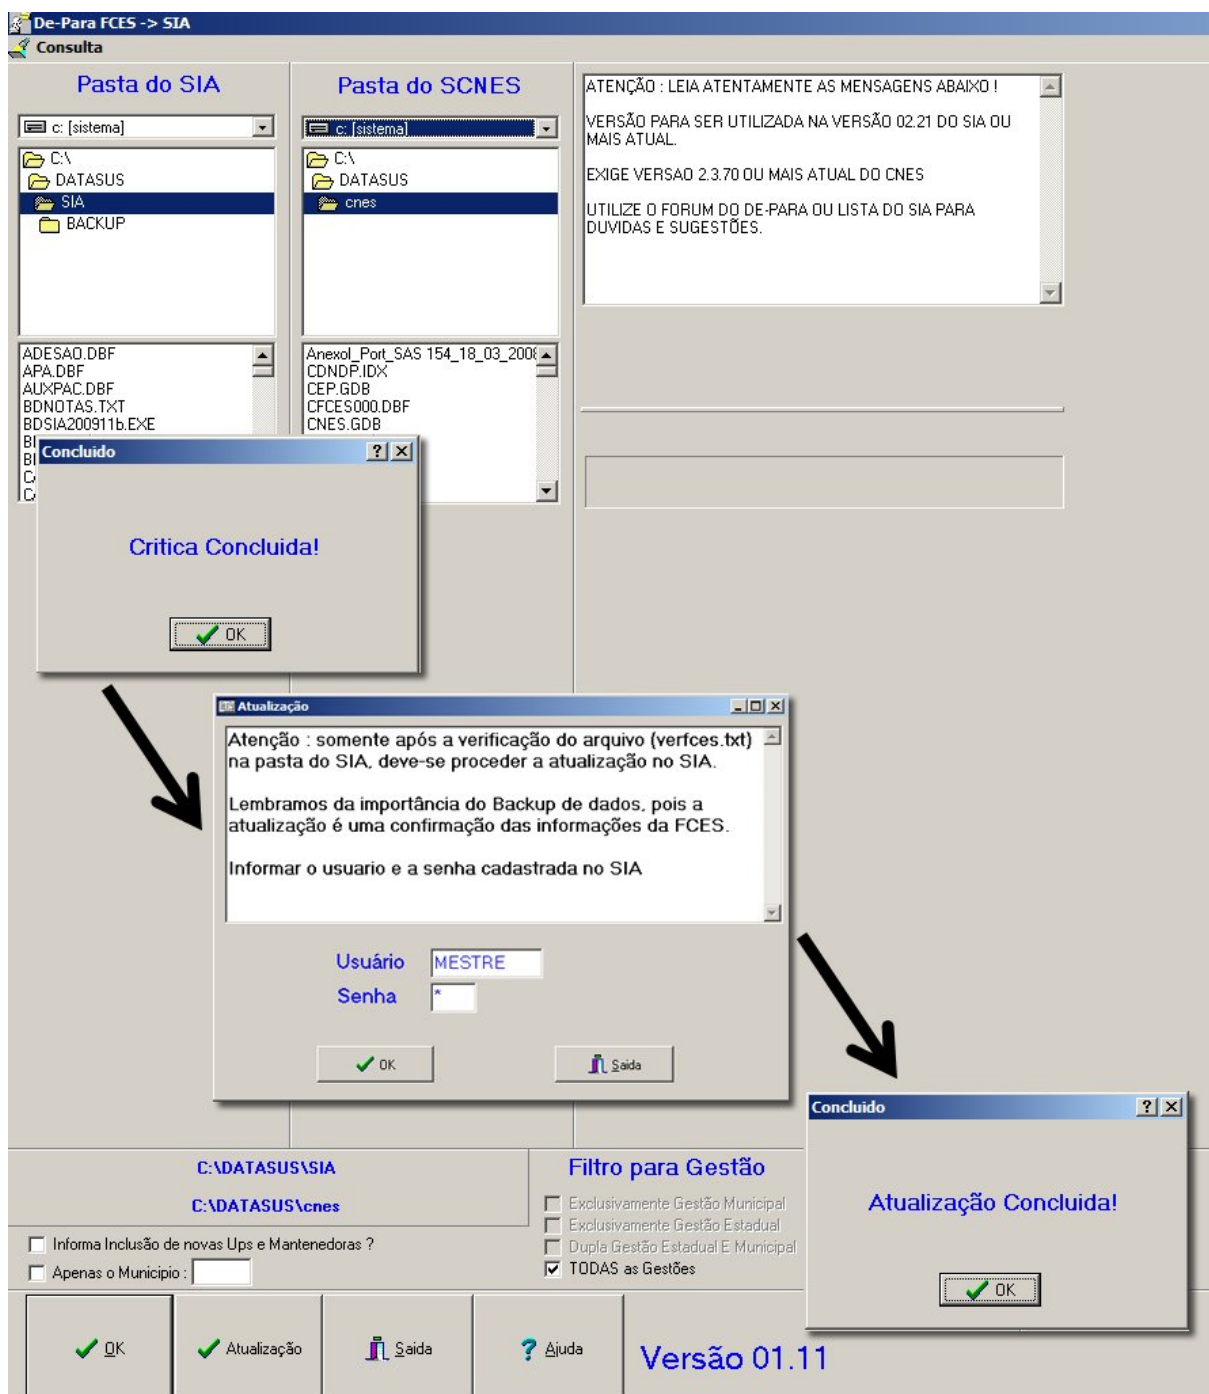 De-Para FCES -> SIA
Consulta
Pasta do SIA
c: [sistema]
C:\
DATASUS
SIA
BACKUP
ADESAO.DBF
APA.DBF
AUXPAC.DBF
BDNOTAS.TXT
BDSIA200911b.EXE
Pasta do SCNES
c: [sistema]
C:\
DATASUS
cnes
AnexoI_Port_SAS 154_18_03_2008
CDNDP.IDX
CEP.GDB
CFCES000.DBF
CNES.GDB
ATENÇÃO : LEIA ATENTAMENTE AS MENSAGENS ABAIXO !
VERSÃO PARA SER UTILIZADA NA VERSÃO 02.21 DO SIA OU
MAIS ATUAL.
EXIGE VERSAO 2.3.70 OU MAIS ATUAL DO CNES
UTILIZE O FORUM DO DE-PARA OU LISTA DO SIA PARA
DUVIDAS E SUGESTÕES.
Concluido
Critica Concluida!
OK
Atualização
Atenção : somente após a verificação do arquivo (verfces.txt)
na pasta do SIA, deve-se proceder a atualização no SIA.
Lembramos da importância do Backup de dados, pois a
atualização é uma confirmação das informações da FCES.
Informar o usuario e a senha cadastrada no SIA
Usuário MESTRE
Senha *
OK Saida
Concluido
Atualização Concluida!
OK
C:\DATASUS\SIA
C:\DATASUS\cnes
Informa Inclusão de novas Ups e Mantenedoras ?
Apenas o Municipio :
Filtro para Gestão
Exclusivamente Gestão Municipal
Exclusivamente Gestão Estadual
Dupla Gestão Estadual E Municipal
TODAS as Gestões
OK Atualização Saida Ajuda Versão 01.11